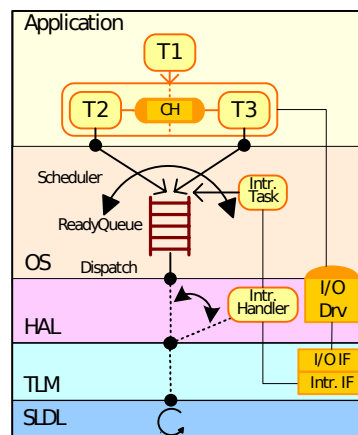 Application
T1
T2
CH
T3
Scheduler
Intr.
Task
ReadyQueue
OS
Dispatch
I/O
Drv
Intr.
Handler
HAL
I/O IF
TLM
Intr. IF
SLDL